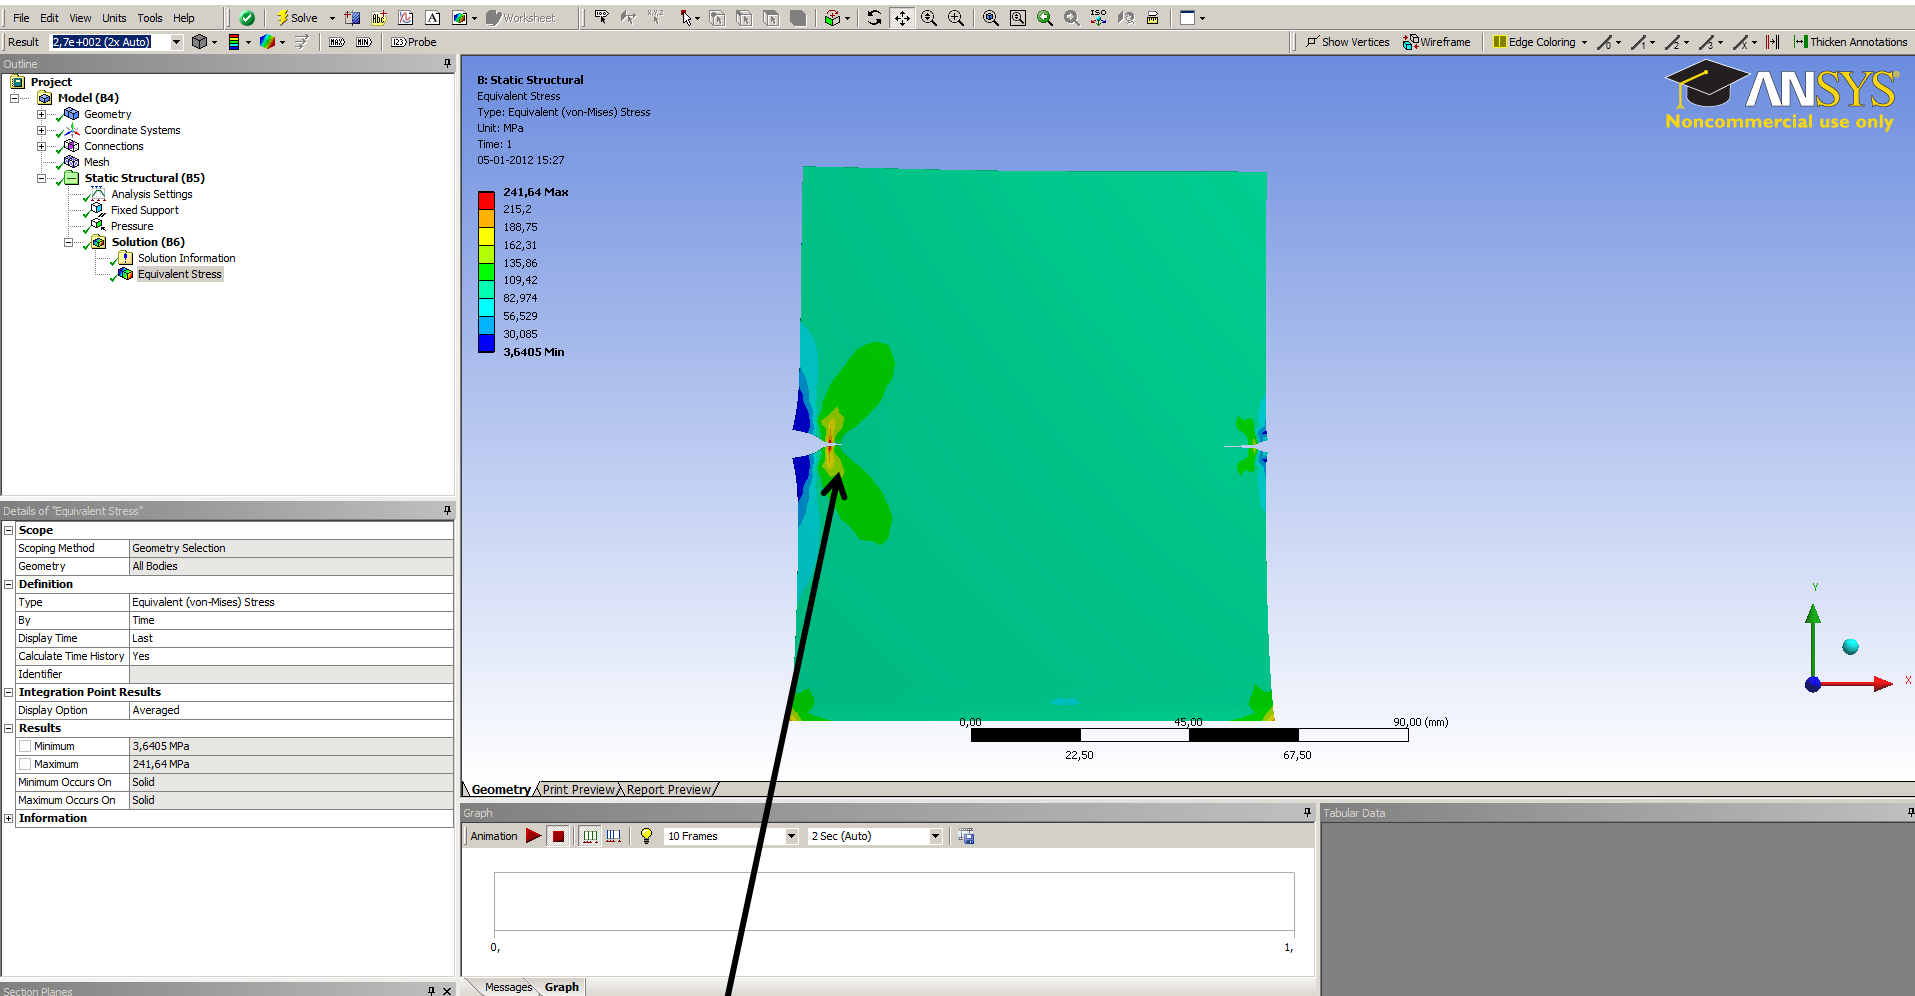 File Edit View Units Tools Help Solve Worksheet
Result 2,7e+002 (2x Auto) MAX MIN 123 Probe Show Vertices Wireframe Edge Coloring Thicken Annotations
Outline
Project
Model (B4)
Geometry
Coordinate Systems
Connections
Mesh
Static Structural (B5)
Analysis Settings
Fixed Support
Pressure
Solution (B6)
Solution Information
Equivalent Stress
Details of "Equivalent Stress"
Scope
Scoping Method Geometry Selection
Geometry All Bodies
Definition
Type Equivalent (von-Mises) Stress
By Time
Display Time Last
Calculate Time History Yes
Identifier
Integration Point Results
Display Option Averaged
Results
Minimum 3,6405 MPa
Maximum 241,64 MPa
Minimum Occurs On Solid
Maximum Occurs On Solid
Information
Section Planes
B: Static Structural
Equivalent Stress
Type: Equivalent (von-Mises) Stress
Unit: MPa
Time: 1
05-01-2012 15:27
241,64 Max
215,2
188,75
162,31
135,86
109,42
82,974
56,529
30,085
3,6405 Min
ANSYS
Noncommercial use only
Y
X
0,00 45,00 90,00 (mm)
22,50 67,50
Geometry Print Preview Report Preview
Graph
Animation 10 Frames 2 Sec (Auto)
0, 1,
Messages Graph
Tabular Data